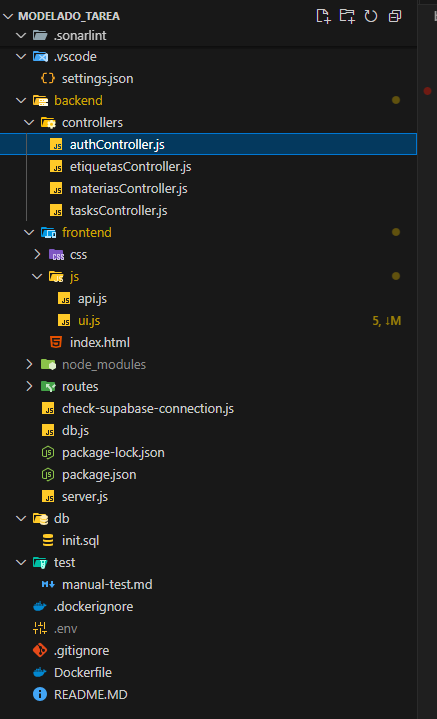 MODELADO_TAREA
.sonarlint
.vscode
settings.json
backend
controllers
authController.js
etiquetasController.js
materiasController.js
tasksController.js
frontend
css
js
api.js
ui.js 5, ↓M
index.html
node_modules
routes
check-supabase-connection.js
db.js
package-lock.json
package.json
server.js
db
init.sql
test
manual-test.md
.dockerignore
.env
.gitignore
Dockerfile
README.MD